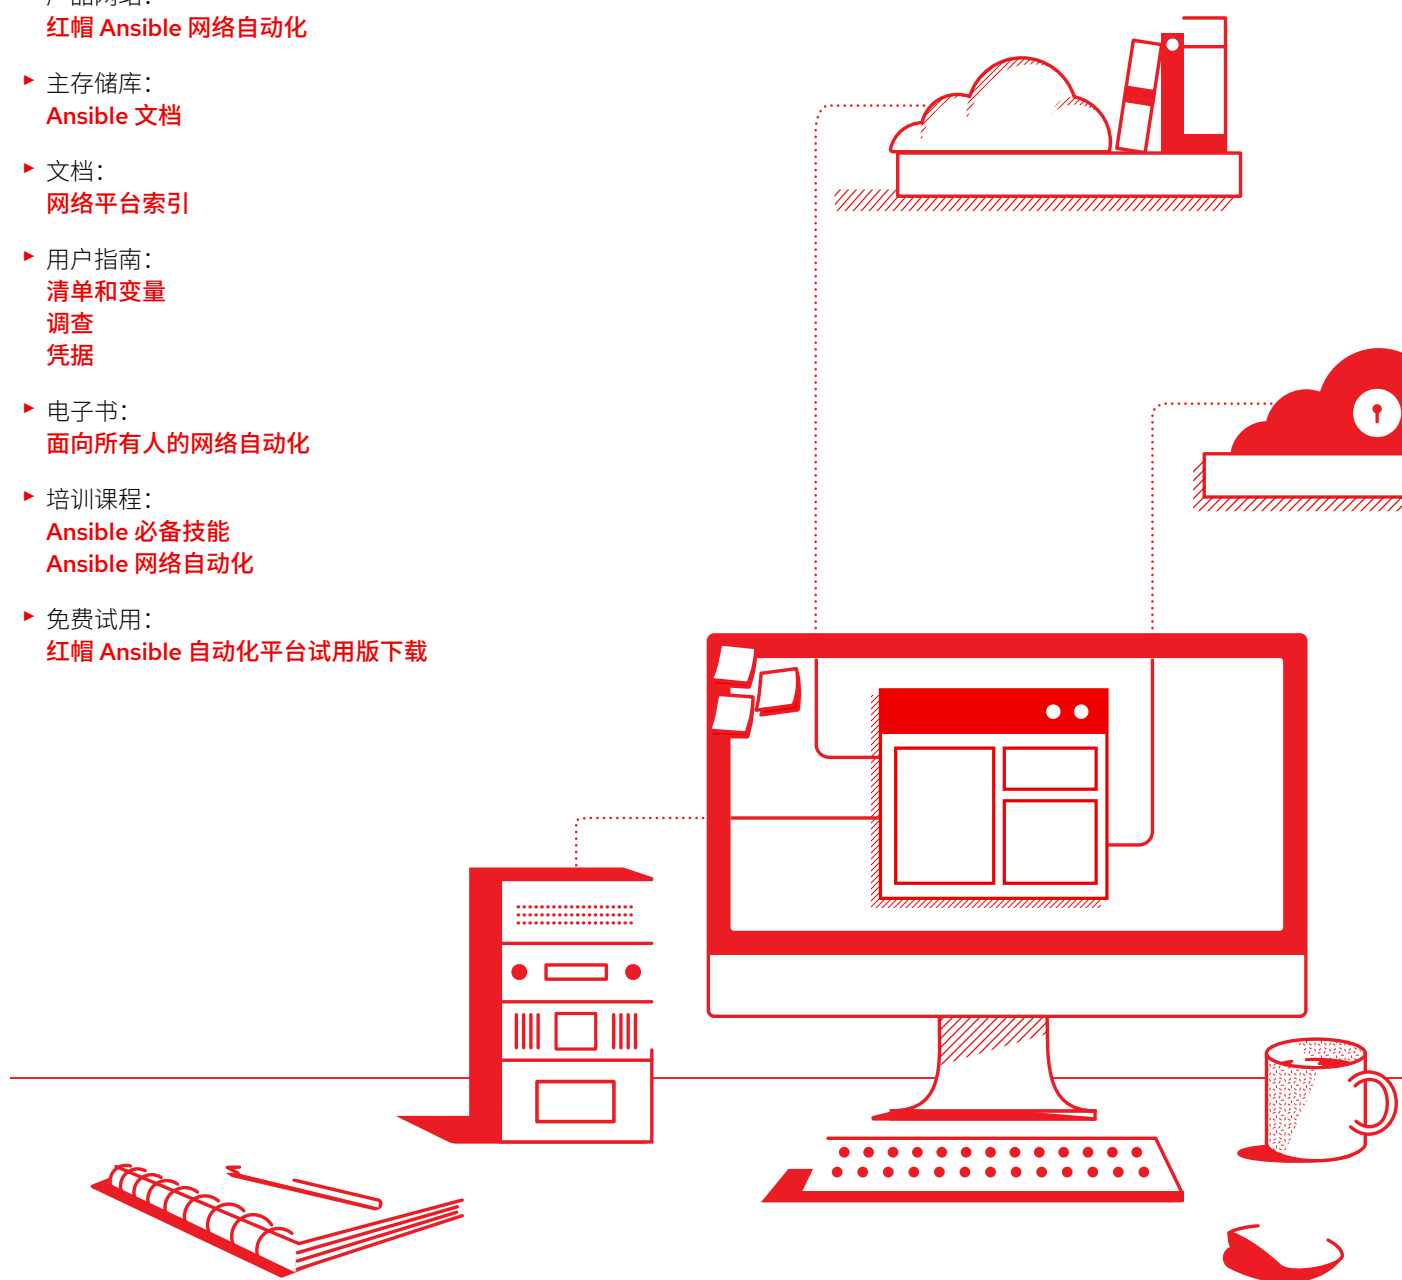 红帽 Ansible 网络自动化
主存储库：
Ansible 文档
文档：
网络平台索引
用户指南：
清单和变量
调查
凭据
电子书：
面向所有人的网络自动化
培训课程：
Ansible 必备技能
Ansible 网络自动化
免费试用：
红帽 Ansible 自动化平台试用版下载